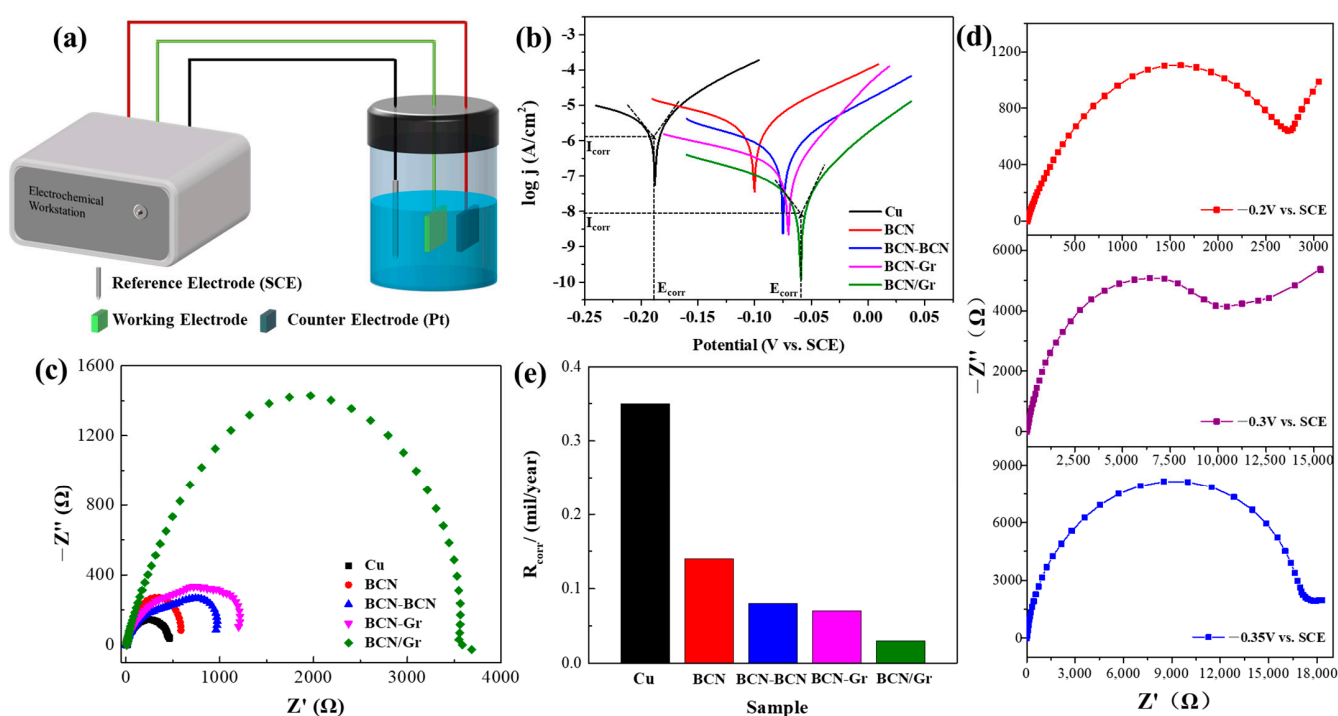 (a)
Electrochemical
Workstation
Reference Electrode (SCE)
Working Electrode
Counter Electrode (Pt)
(b)
log j (A/cm²)
-3
-4
-5
-6
-7
-8
-9
-10
I_corr
I_corr
E_corr
E_corr
Cu
BCN
BCN-BCN
BCN-Gr
BCN/Gr
-0.25
-0.20
-0.15
-0.10
-0.05
0.00
0.05
Potential (V vs. SCE)
(c)
−Z'' (Ω)
1600
1200
800
400
0
Cu
BCN
BCN-BCN
BCN-Gr
BCN/Gr
0
1000
2000
3000
4000
Z' (Ω)
(e)
R_corr/ (mil/year)
0.4
0.3
0.2
0.1
0.0
Cu
BCN
BCN-BCN
BCN-Gr
BCN/Gr
Sample
(d)
−Z''（Ω）
1200
800
400
0
−0.2V vs. SCE
500
1000
1500
2000
2500
3000
6000
4000
2000
0
−0.3V vs. SCE
2,500
5,000
7,500
10,000
12,500
15,000
9000
6000
3000
0
−0.35V vs. SCE
0
3,000
6,000
9,000
12,000
15,000
18,000
Z'（Ω）